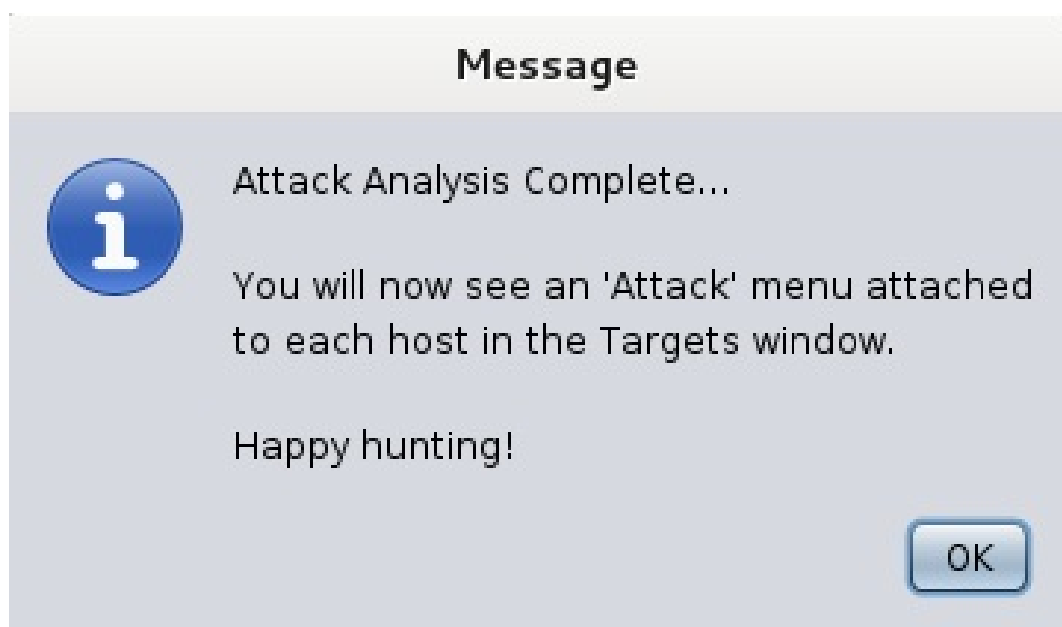 Message
Attack Analysis Complete...
You will now see an 'Attack' menu attached
to each host in the Targets window.
Happy hunting!
OK